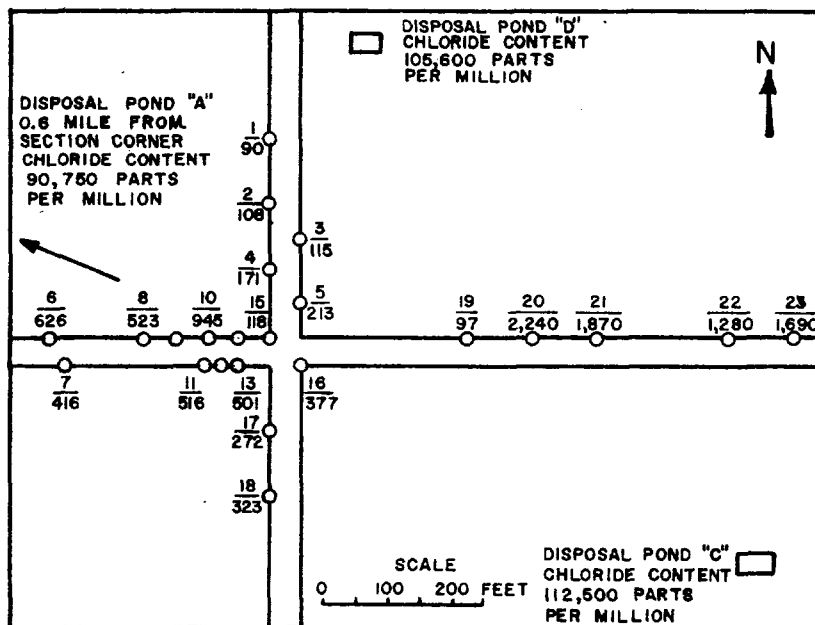 DISPOSAL POND "D"
CHLORIDE CONTENT
105,600 PARTS
PER MILLION
N
DISPOSAL POND "A"
0.6 MILE FROM
SECTION CORNER
CHLORIDE CONTENT
90,750 PARTS
PER MILLION
1
90
2
108
3
115
4
171
5
213
6
626
8
523
10
945
15
118
19
97
20
2,240
21
1,870
22
1,280
23
1,690
7
416
11
516
13
501
16
377
17
272
18
323
SCALE
0 100 200 FEET
DISPOSAL POND "C"
CHLORIDE CONTENT
112,500 PARTS
PER MILLION